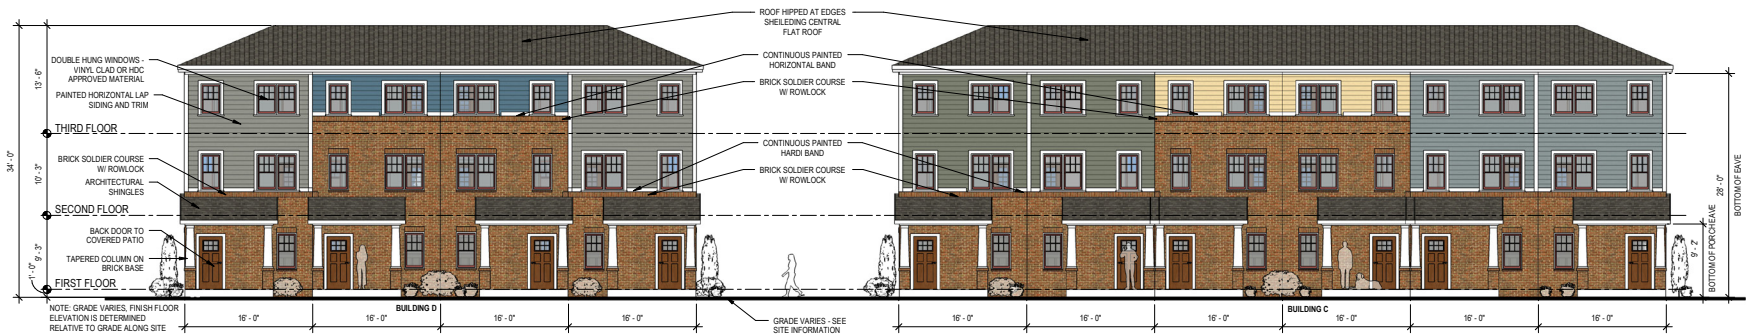 ROOF HIPPED AT EDGES
SHEILEDING CENTRAL
FLAT ROOF
DOUBLE HUNG WINDOWS -
VINYL CLAD OR HDC
APPROVED MATERIAL
PAINTED HORIZONTAL LAP
SIDING AND TRIM
THIRD FLOOR
BRICK SOLDIER COURSE
W/ ROWLOCK
ARCHITECTURAL
SHINGLES
SECOND FLOOR
BACK DOOR TO
COVERED PATIO
TAPERED COLUMN ON
BRICK BASE
FIRST FLOOR
NOTE: GRADE VARIES, FINISH FLOOR
ELEVATION IS DETERMINED
RELATIVE TO GRADE ALONG SITE
34' - 0"
13' - 6"
10' - 3"
9' - 3"
1' - 0"
CONTINUOUS PAINTED
HORIZONTAL BAND
BRICK SOLDIER COURSE
W/ ROWLOCK
CONTINUOUS PAINTED
HARDI BAND
BRICK SOLDIER COURSE
W/ ROWLOCK
GRADE VARIES - SEE
SITE INFORMATION
BUILDING D
16' - 0"
16' - 0"
16' - 0"
16' - 0"
BUILDING C
16' - 0"
16' - 0"
16' - 0"
16' - 0"
16' - 0"
16' - 0"
9' - 2"
BOTTOM OF PORCH EAVE
28' - 0"
BOTTOM OF EAVE